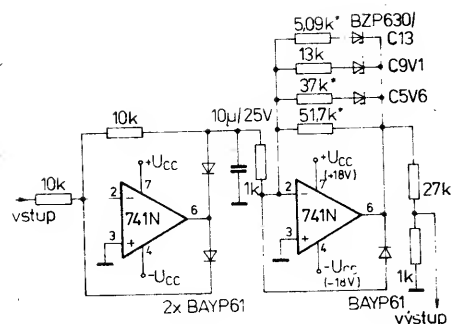 5,09k* BZP630/
C13
13k C9V1
37k* C5V6
51,7k*
10k
10µ/25V
1k
+UCC
7
2 −
741N
6
3 +
4
−UCC
10k
vstup
2x BAYP61
+UCC
(+18V)
7
2 −
741N
6
3 +
4
−UCC
(−18V)
BAYP61
27k
1k
výstup